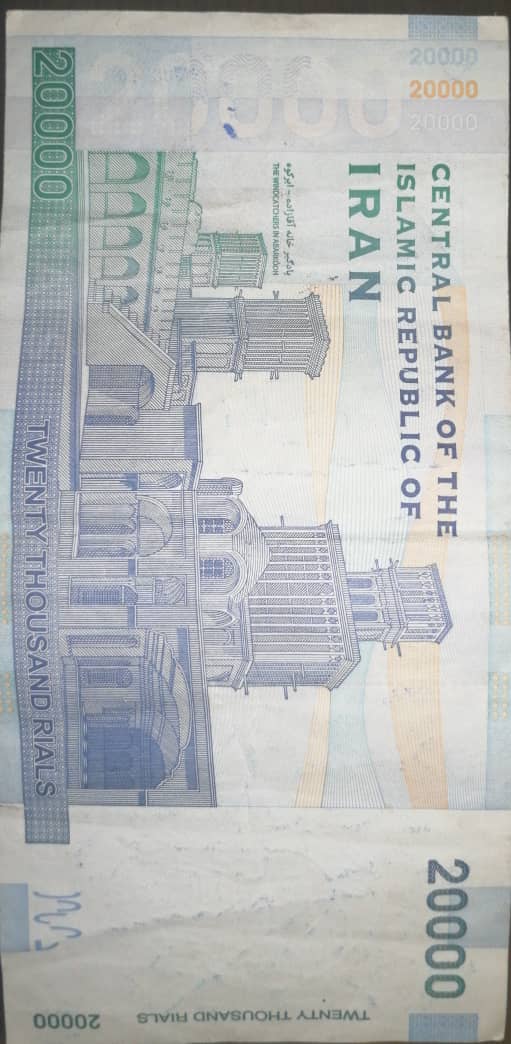 20000
20000
20000
20000
CENTRAL BANK OF THE
ISLAMIC REPUBLIC OF
IRAN
20000
بادگیر خانه آقازاده - ابرکوه
THE WINDCATCHERS IN ABARKOOH
TWENTY THOUSAND RIALS 20000
20000
TWENTY THOUSAND RIALS